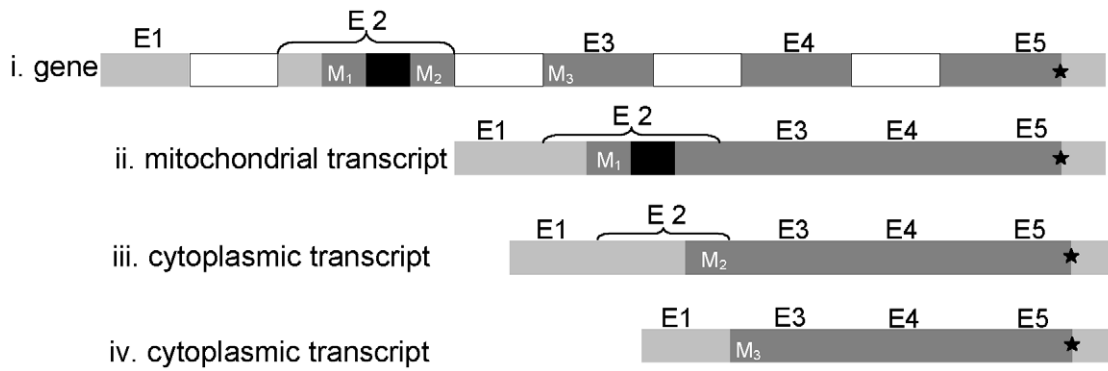 E1 E 2 E3 E4 E5
i. gene M1 M2 M3
E1 E 2 E3 E4 E5
ii. mitochondrial transcript M1
E1 E 2 E3 E4 E5
iii. cytoplasmic transcript M2
E1 E3 E4 E5
iv. cytoplasmic transcript M3